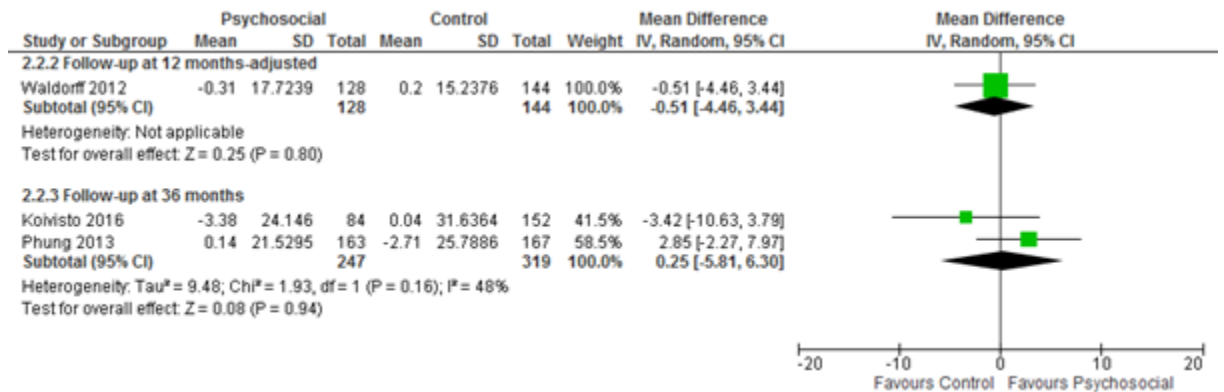 Psychosocial Control Mean Difference Mean Difference
Study or Subgroup Mean SD Total Mean SD Total Weight IV, Random, 95% CI IV, Random, 95% CI
2.2.2 Follow-up at 12 months-adjusted
Waldorff 2012 -0.31 17.7239 128 0.2 15.2376 144 100.0% -0.51 [-4.46, 3.44]
Subtotal (95% CI) 128 144 100.0% -0.51 [-4.46, 3.44]
Heterogeneity: Not applicable
Test for overall effect: Z = 0.25 (P = 0.80)
2.2.3 Follow-up at 36 months
Koivisto 2016 -3.38 24.146 84 0.04 31.6364 152 41.5% -3.42 [-10.63, 3.79]
Phung 2013 0.14 21.5295 163 -2.71 25.7886 167 58.5% 2.85 [-2.27, 7.97]
Subtotal (95% CI) 247 319 100.0% 0.25 [-5.81, 6.30]
Heterogeneity: Tau² = 9.48; Chi² = 1.93, df = 1 (P = 0.16); I² = 48%
Test for overall effect: Z = 0.08 (P = 0.94)
-20 -10 0 10 20
Favours Control Favours Psychosocial